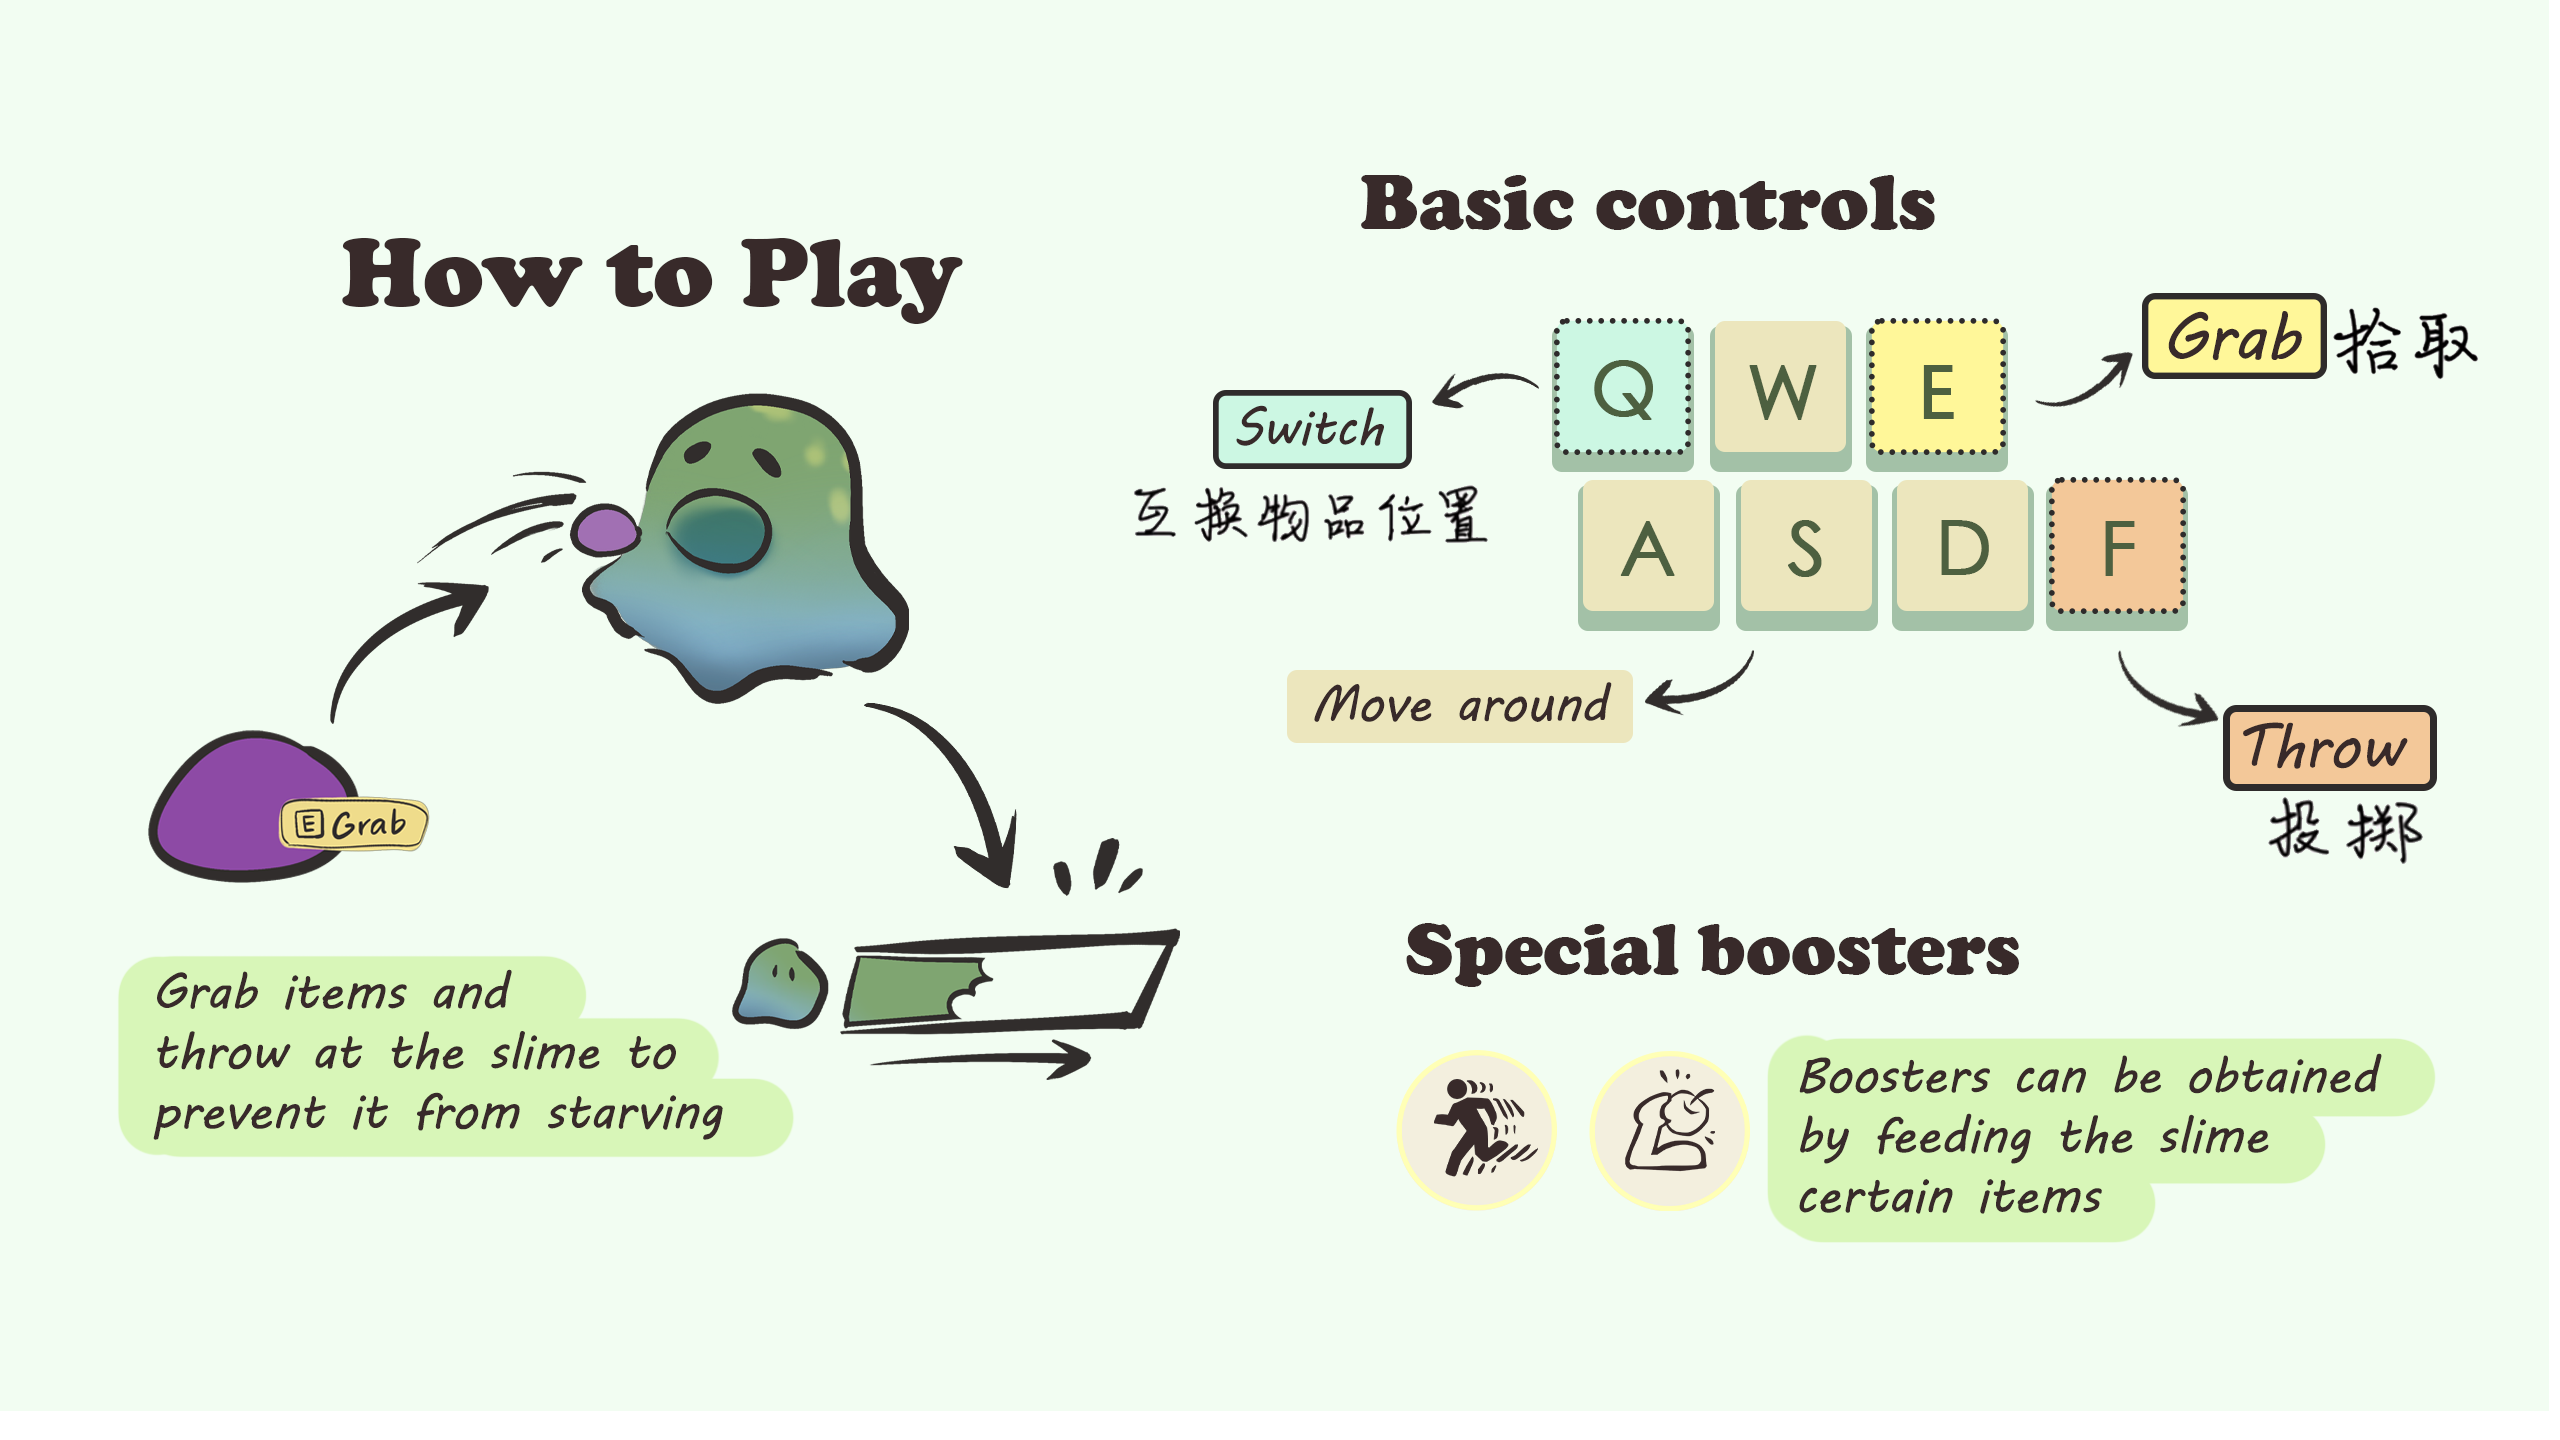 How to Play
E Grab
Grab items and
throw at the slime to
prevent it from starving
Basic controls
Q W E
A S D F
Grab 拾取
Switch
互换物品位置
Move around
Throw
投掷
Special boosters
Boosters can be obtained
by feeding the slime
certain items